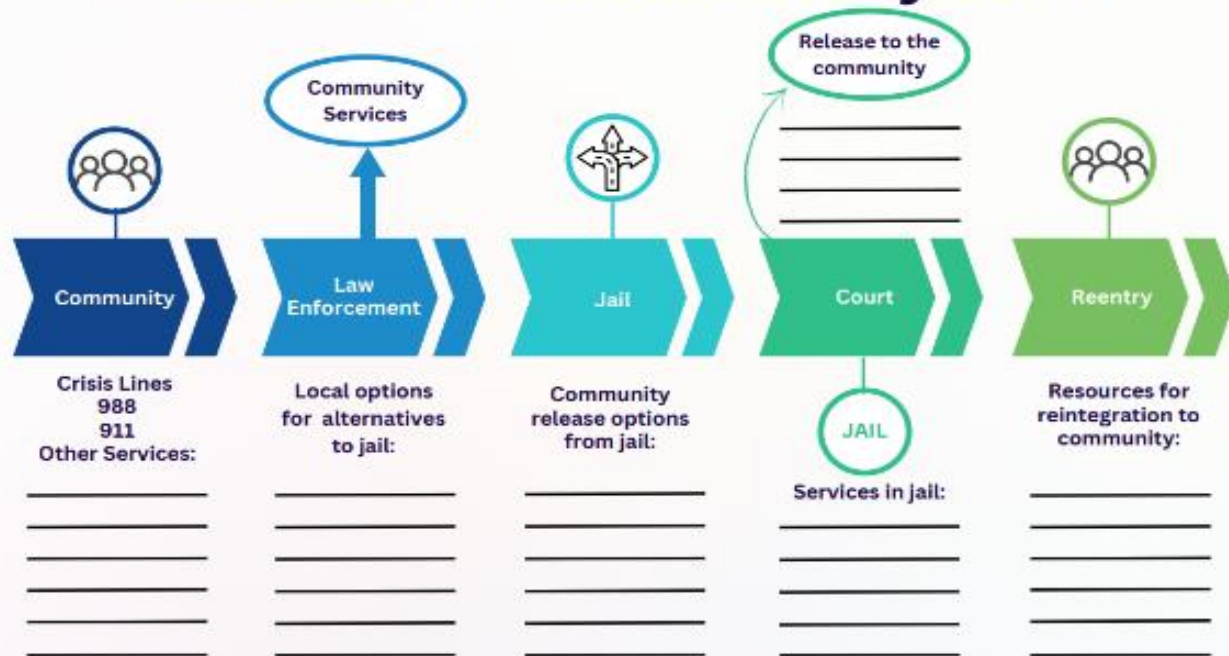 Release to the
community
Community
Services
Community
Law
Enforcement
Jail
Court
Reentry
Crisis Lines
988
911
Other Services:
Local options
for alternatives
to jail:
Community
release options
from jail:
JAIL
Services in jail:
Resources for
reintegration to
community: